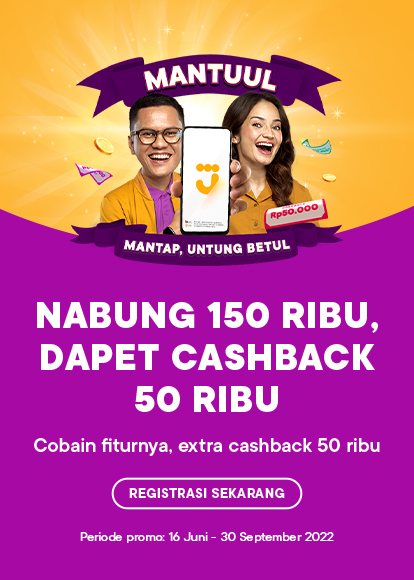 MANTUUL
Rp50.000
MANTAP, UNTUNG BETUL
NABUNG 150 RIBU,
DAPET CASHBACK
50 RIBU
Cobain fiturnya, extra cashback 50 ribu
REGISTRASI SEKARANG
Periode promo: 16 Juni - 30 September 2022